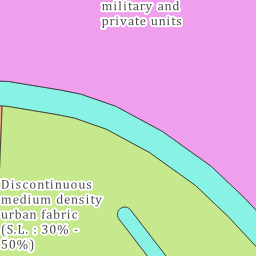 military and
private units
Discontinuous
medium density
urban fabric
(S.L. : 30% -
50%)